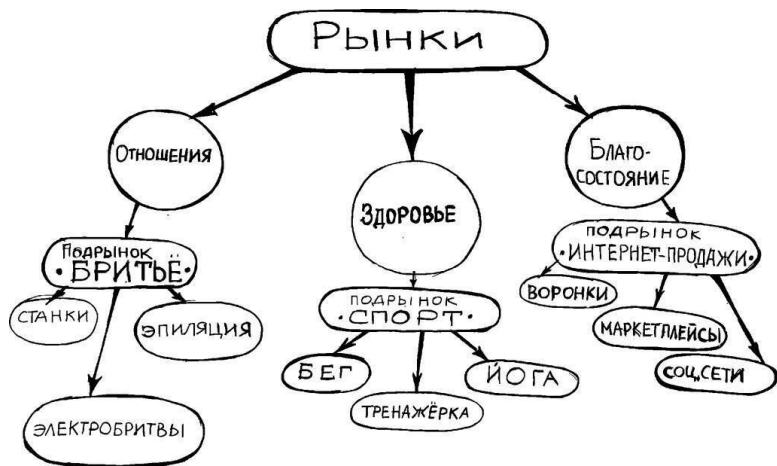 Рынки
Отношения
Здоровье
Благо-
состояние
Подрынок
• Бритьё •
Станки
Эпиляция
Электробритвы
Подрынок
• Спорт •
Бег
Тренажёрка
Йога
Подрынок
• Интернет-продажи •
Воронки
Маркетллейсы
Соц. сети